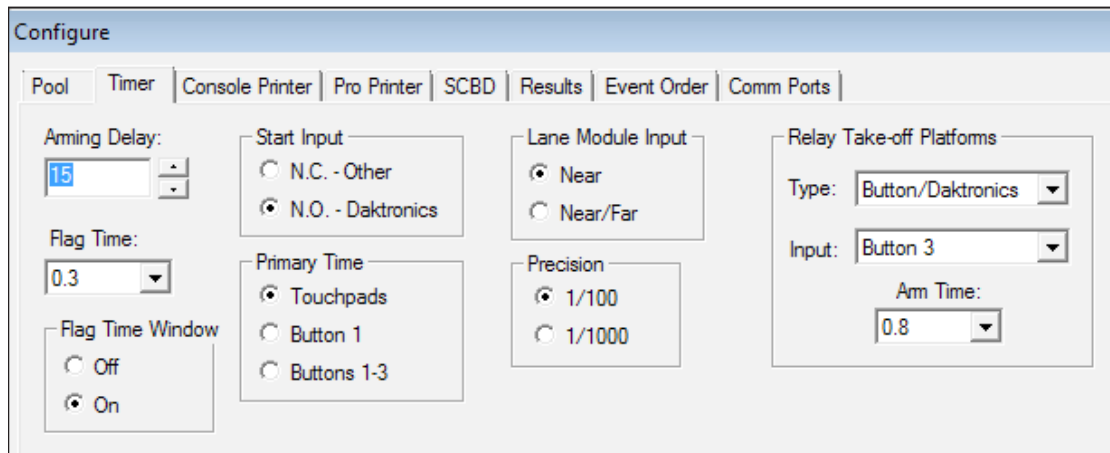 Configure
Pool Timer Console Printer Pro Printer SCBD Results Event Order Comm Ports
Arming Delay:
15
Flag Time:
0.3
Flag Time Window
Off
On
Start Input
N.C. - Other
N.O. - Daktronics
Primary Time
Touchpads
Button 1
Buttons 1-3
Lane Module Input
Near
Near/Far
Precision
1/100
1/1000
Relay Take-off Platforms
Type: Button/Daktronics
Input: Button 3
Arm Time:
0.8